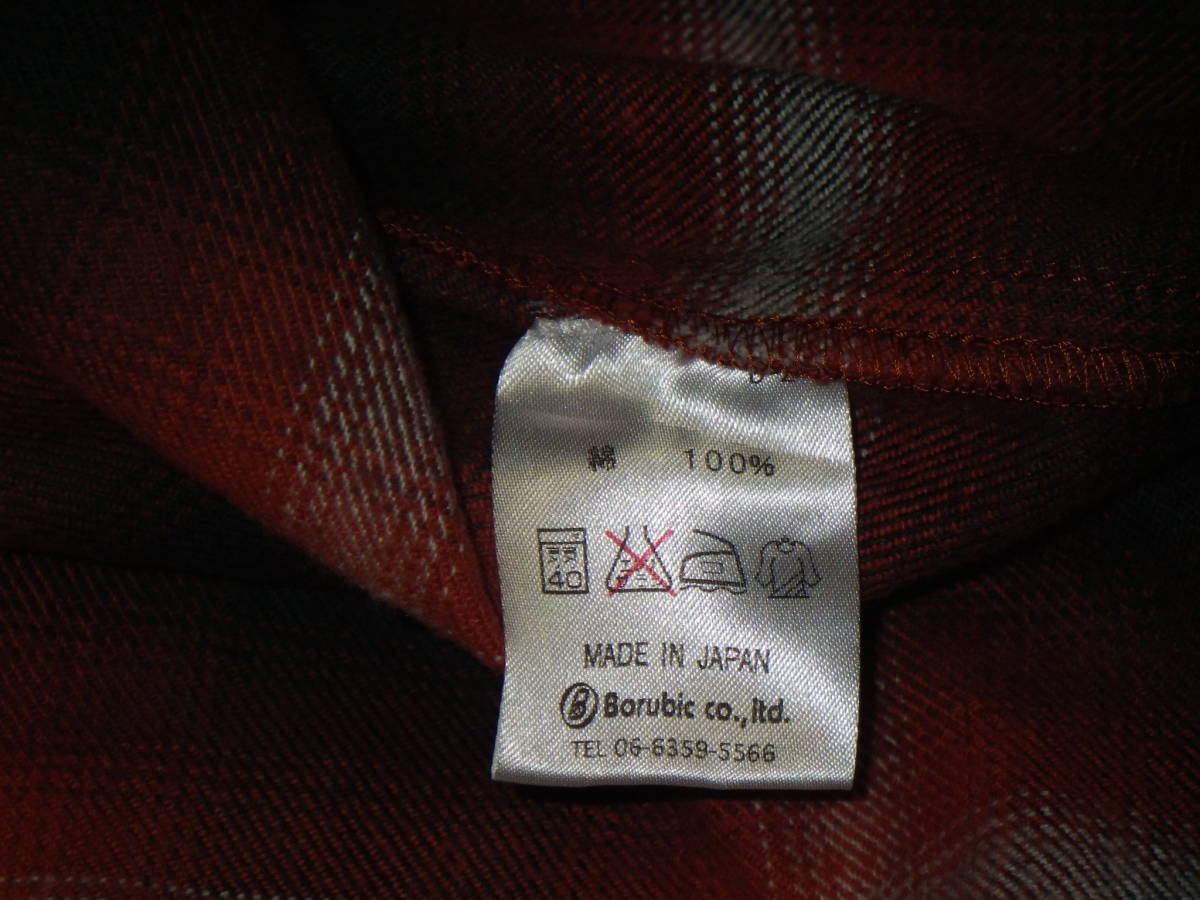 綿 100%
40
MADE IN JAPAN
B Borubic co.,ltd.
TEL 06-6359-5566